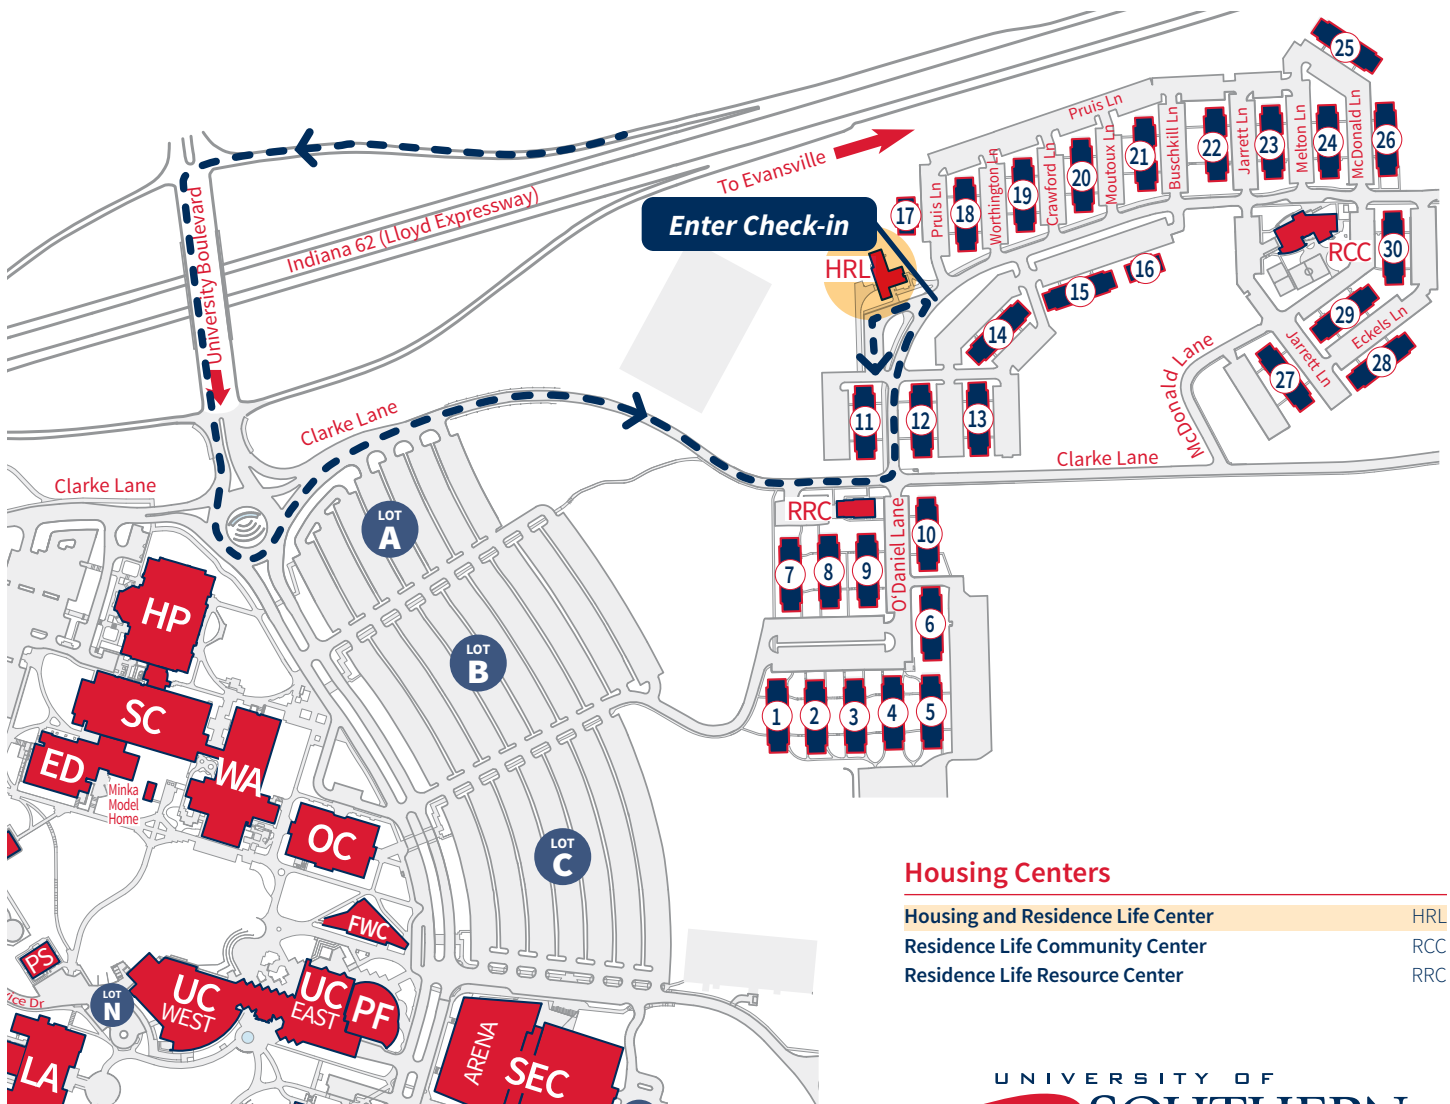 25
Pruis Ln
McDonald Ln
Melton Ln
Jarrett Ln
Buschkill Ln
Moutoux Ln
Crawford Ln
Worthington Ln
Pruis Ln
26
24
23
22
21
20
19
18
17
To Evansville
University Boulevard
Indiana 62 (Lloyd Expressway)
Enter Check-in
HRL
RCC
30
16
15
14
29
Eckels Ln
28
Jarrett Ln
27
McDonald Lane
Clarke Lane
11
12
13
Clarke Lane
Clarke Lane
RRC
O'Daniel Lane
10
7
8
9
6
1
2
3
4
5
LOT
A
LOT
B
LOT
C
HP
SC
ED
WA
Minka
Model
Home
OC
FWC
PS
LOT
N
UC
WEST
UC
EAST
PF
LA
ARENA
SEC
Housing Centers
Housing and Residence Life Center HRL
Residence Life Community Center RCC
Residence Life Resource Center RRC
UNIVERSITY OF
SOUTHERN